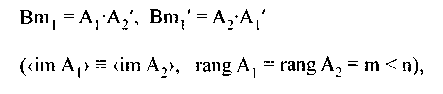 Bm₁ = A₁·A₂′, Bm₁′ = A₂·A₁′
(‹im A₁› ≡ ‹im A₂›, rang A₁ = rang A₂ = m < n),